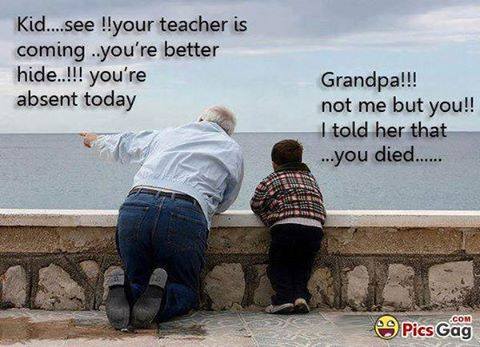 Kid....see !!your teacher is
coming ..you're better
hide..!!! you're
absent today
Grandpa!!!
not me but you!!
I told her that
...you died......
PicsGag
.COM